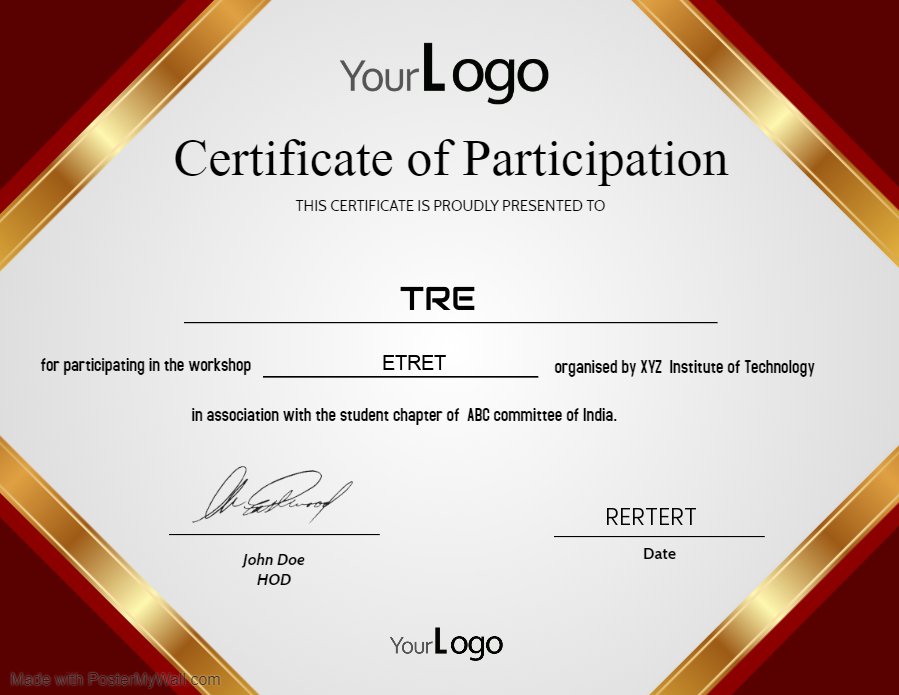 YourLogo
Certificate of Participation
THIS CERTIFICATE IS PROUDLY PRESENTED TO
TRE
for participating in the workshop ETRET organised by XYZ Institute of Technology
in association with the student chapter of ABC committee of India.
RERTERT
John Doe
Date
HOD
YourLogo
Made with PosterMyWall.com